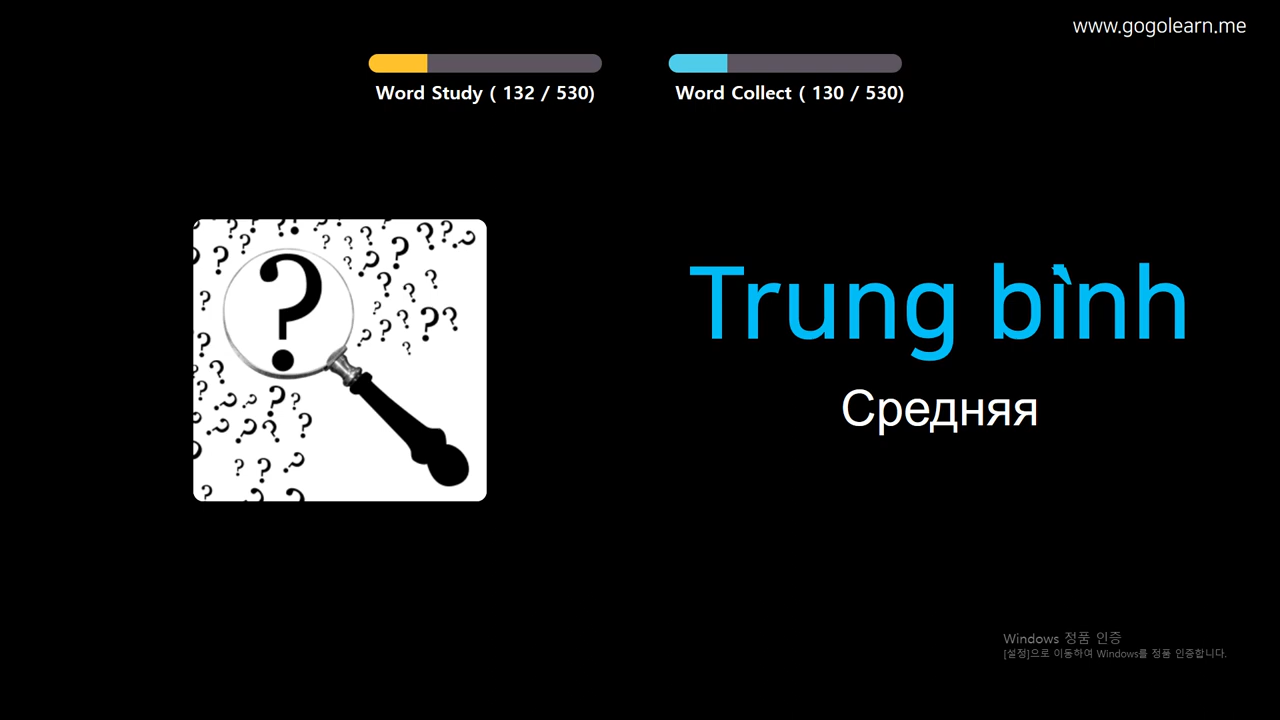 www.gogolearn.me
Word Study ( 132 / 530)
Word Collect ( 130 / 530)
Trung bình
Средняя
Windows 정품 인증
[설정]으로 이동하여 Windows를 정품 인증합니다.